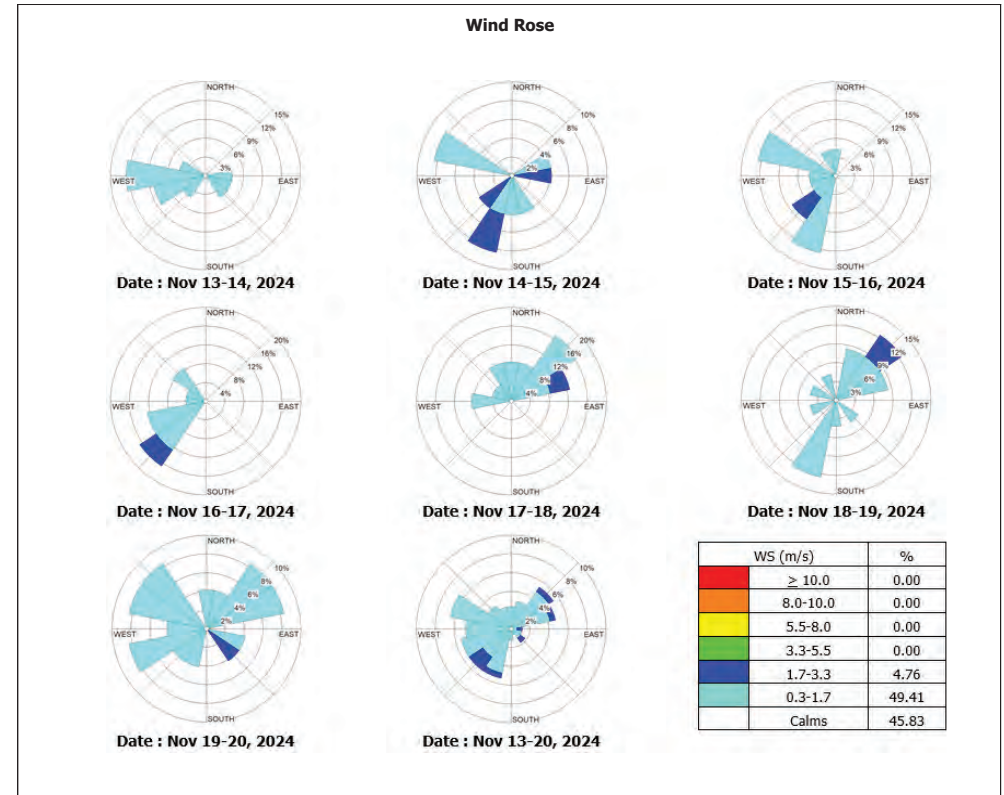 Wind Rose
NORTH
15%
12%
9%
6%
3%
WEST
EAST
SOUTH
Date : Nov 13-14, 2024
NORTH
10%
8%
6%
4%
2%
WEST
EAST
SOUTH
Date : Nov 14-15, 2024
NORTH
15%
12%
9%
6%
3%
WEST
EAST
SOUTH
Date : Nov 15-16, 2024
NORTH
20%
16%
12%
8%
4%
WEST
EAST
SOUTH
Date : Nov 16-17, 2024
NORTH
20%
16%
12%
8%
4%
WEST
EAST
SOUTH
Date : Nov 17-18, 2024
NORTH
15%
12%
9%
6%
3%
WEST
EAST
SOUTH
Date : Nov 18-19, 2024
NORTH
10%
8%
6%
4%
2%
WEST
EAST
SOUTH
Date : Nov 19-20, 2024
NORTH
10%
8%
6%
4%
2%
WEST
EAST
SOUTH
Date : Nov 13-20, 2024
WS (m/s) %
≥ 10.0 0.00
8.0-10.0 0.00
5.5-8.0 0.00
3.3-5.5 0.00
1.7-3.3 4.76
0.3-1.7 49.41
Calms 45.83